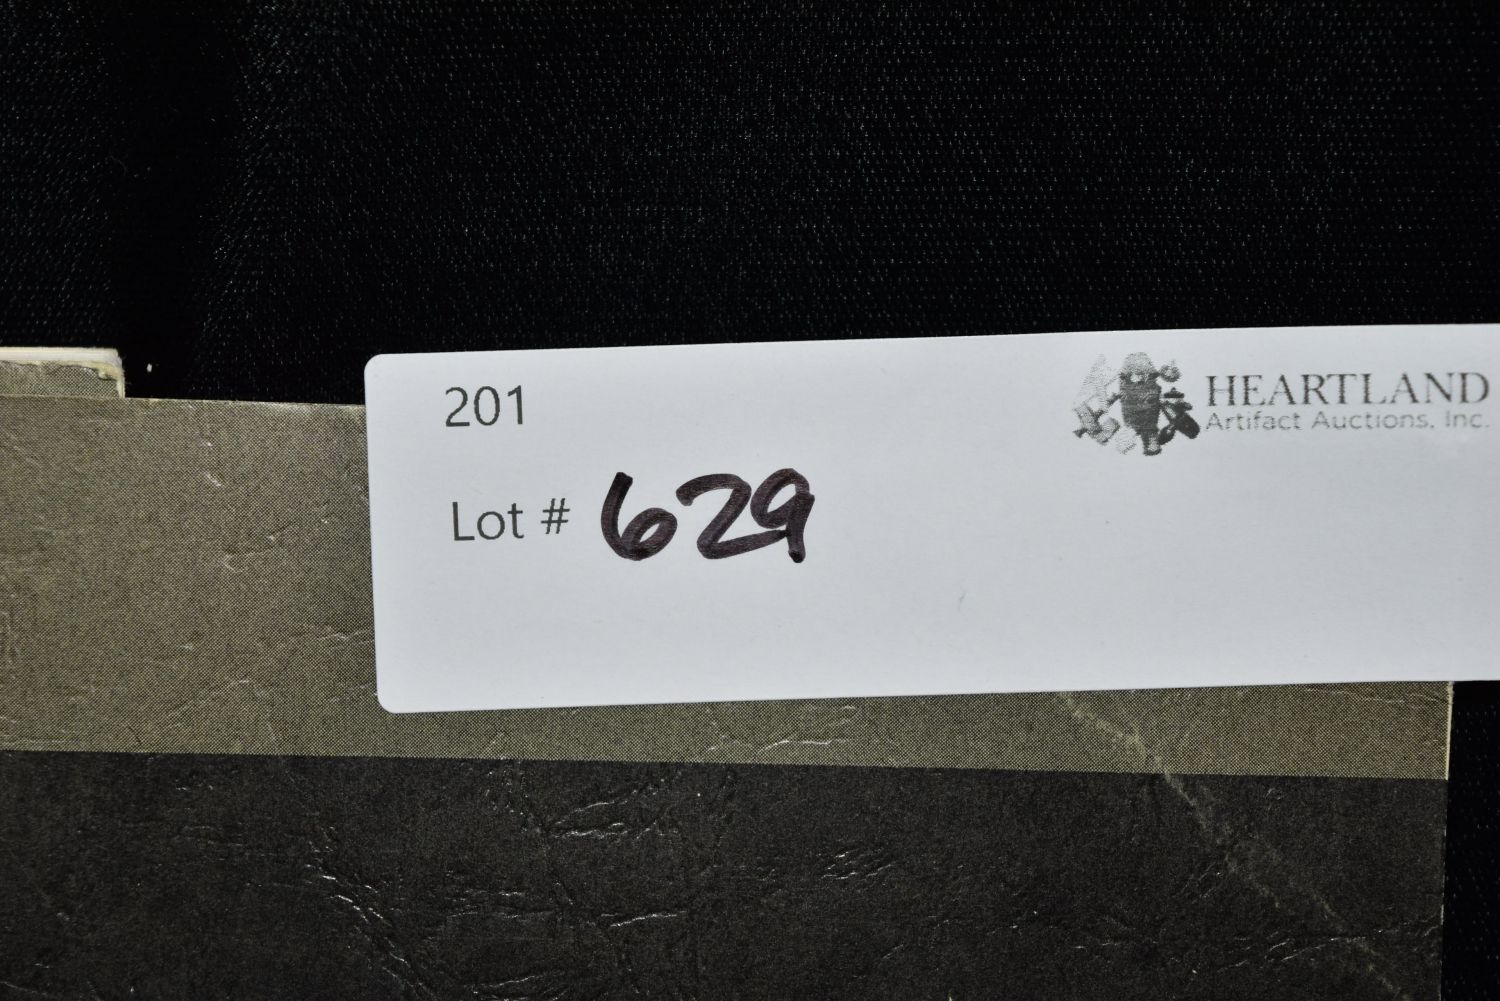 201
HEARTLAND
Artifact Auctions, Inc.
Lot # 629